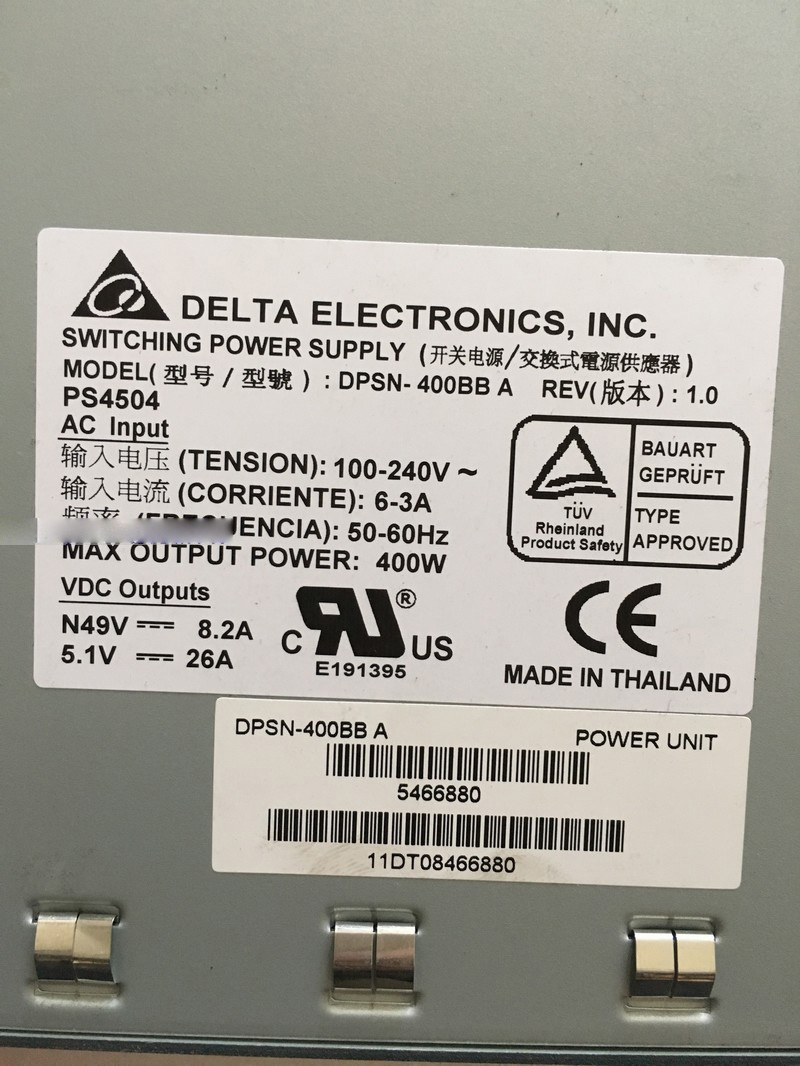 DELTA ELECTRONICS, INC.
SWITCHING POWER SUPPLY (开关电源/交換式電源供應器)
MODEL(型号/型號): DPSN-400BB A REV(版本): 1.0
PS4504
AC Input
输入电压 (TENSION): 100-240V ~
输入电流 (CORRIENTE): 6-3A
50-60Hz
MAX OUTPUT POWER: 400W
VDC Outputs
N49V ⎓ 8.2A
5.1V ⎓ 26A
TÜV
Rheinland
Product Safety
BAUART
GEPRÜFT
TYPE
APPROVED
C RU ® US
E191395
CE
MADE IN THAILAND
DPSN-400BB A POWER UNIT
5466880
11DT08466880